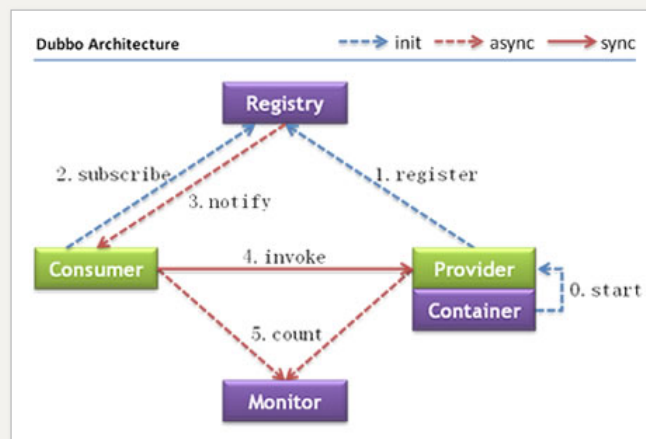 Dubbo Architecture
init
async
sync
Registry
2. subscribe
1. register
3. notify
4. invoke
Consumer
Provider
0. start
Container
5. count
Monitor